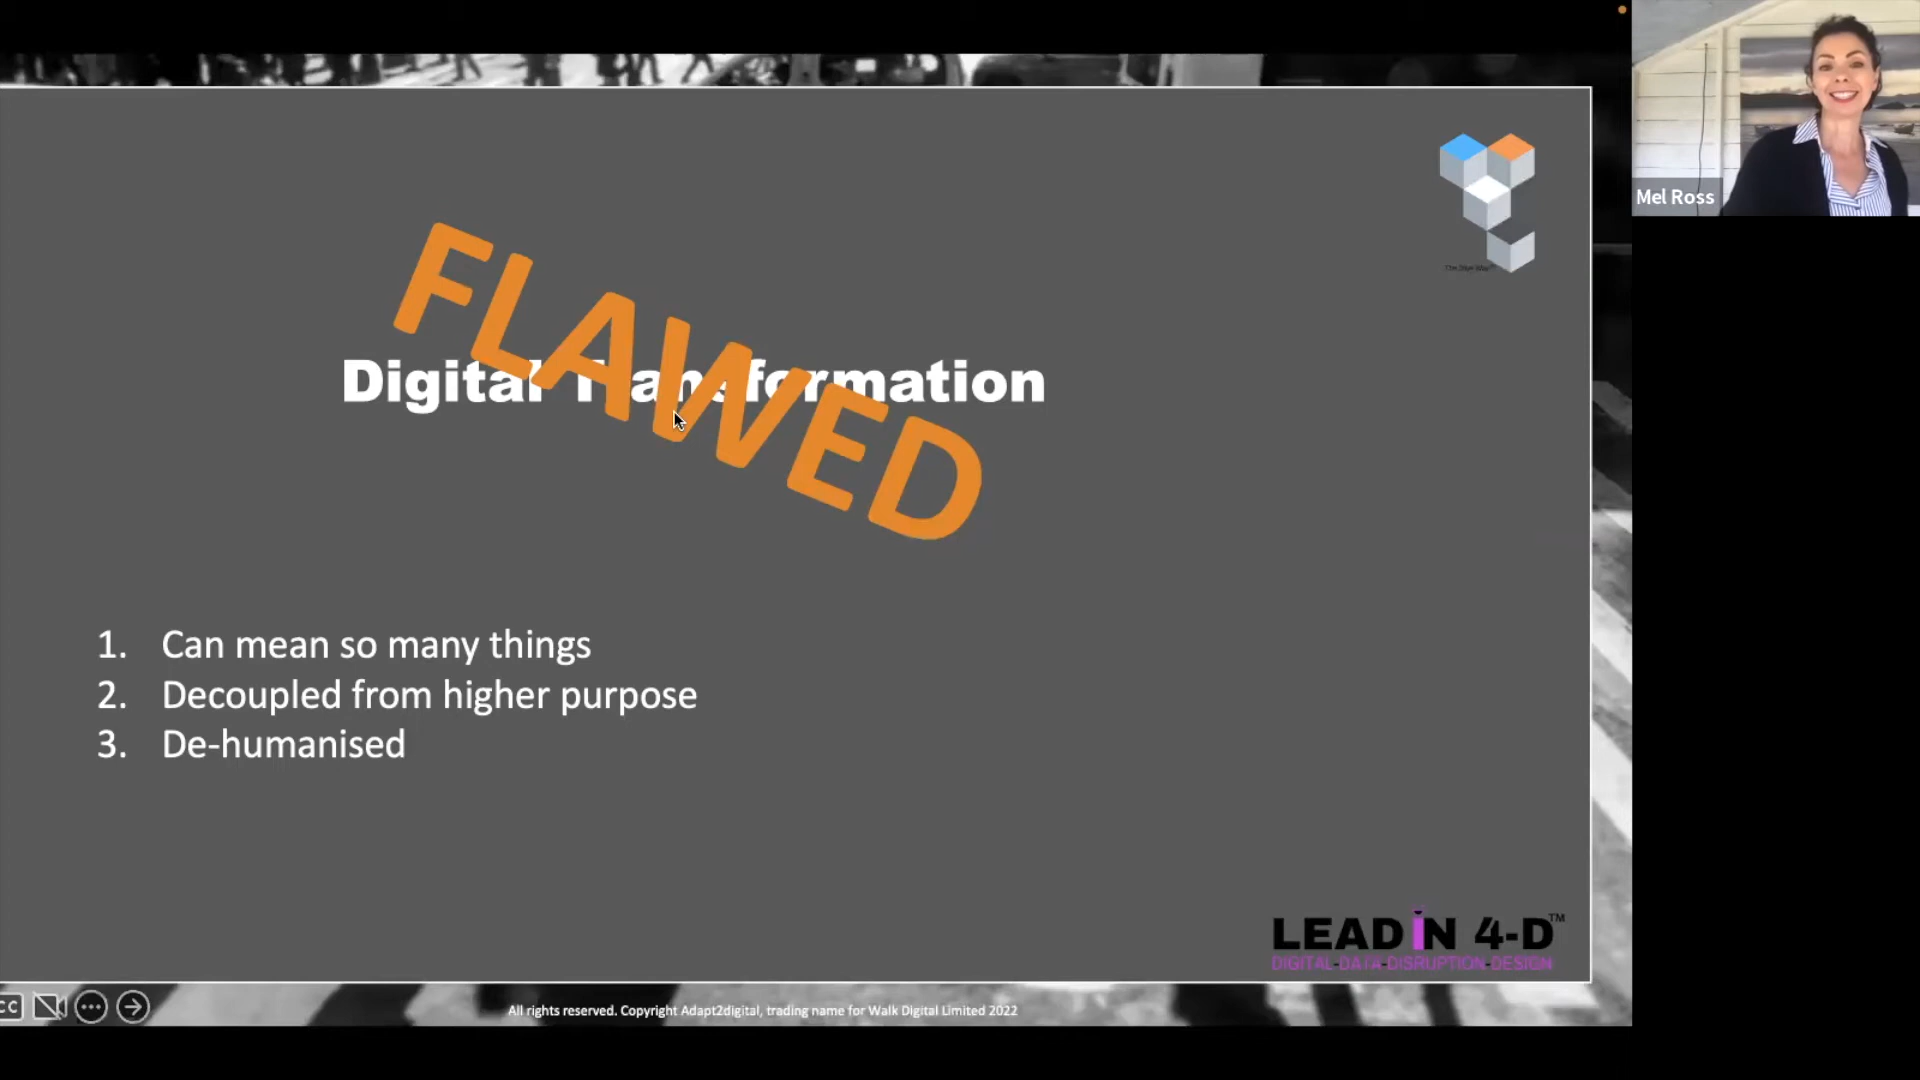 Mel Ross
FLAWED
Digital Transformation
1. Can mean so many things
2. Decoupled from higher purpose
3. De-humanised
LEAD iN 4-D™
DIGITAL-DATA-DISRUPTION-DESIGN
CC
All rights reserved. Copyright Adapt2digital, trading name for Walk Digital Limited 2022